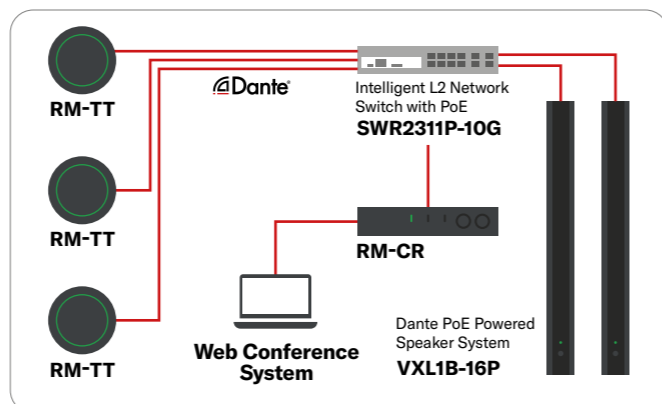 RM-TT
Dante®
Intelligent L2 Network
Switch with PoE
SWR2311P-10G
RM-TT
RM-CR
RM-TT
Web Conference
System
Dante PoE Powered
Speaker System
VXL1B-16P